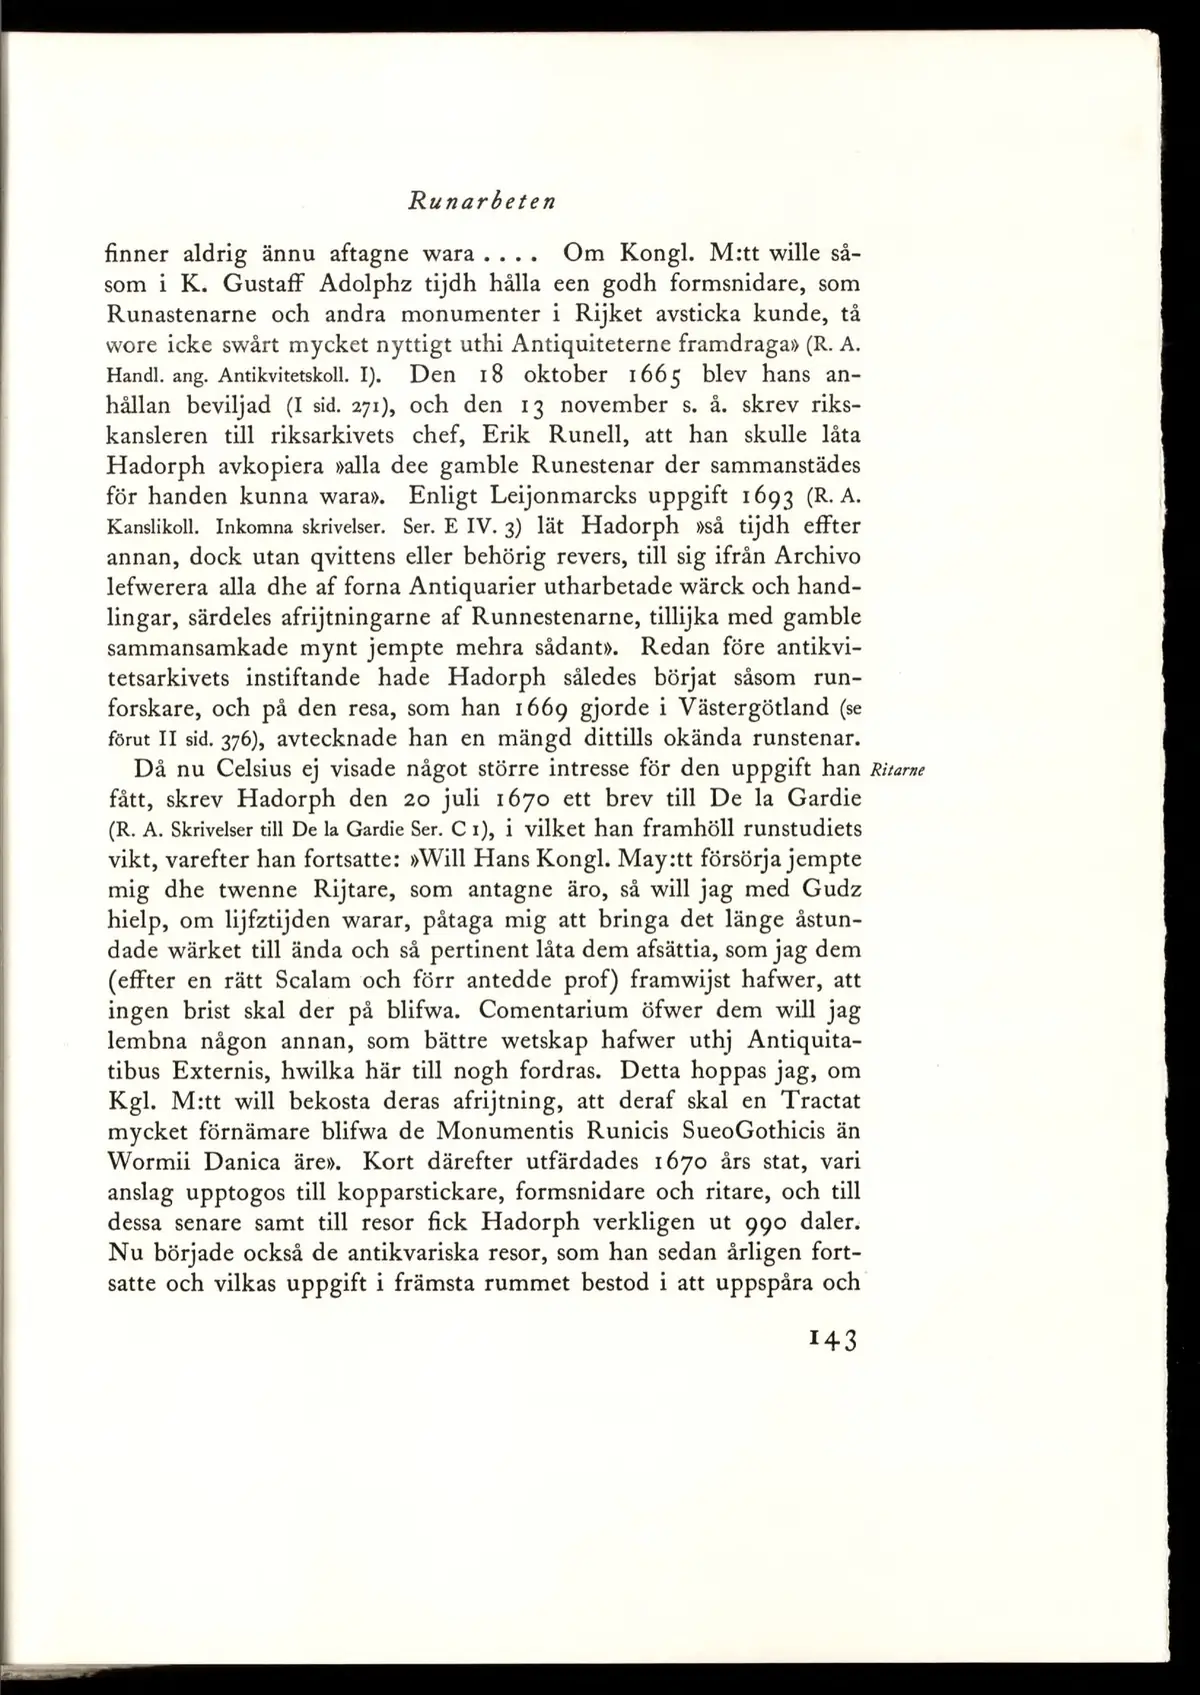 Runarbeten
finner aldrig ännu aftagne wara . . . . Om Kongl. M:tt wille så-
som i K. Gustaff Adolphz tijdh hålla een godh formsnidare, som
Runastenarne och andra monumenter i Rijket avsticka kunde, tå
wore icke swårt mycket nyttigt uthi Antiquiteterne framdraga» (R. A.
Handl. ang. Antikvitetskoll. I). Den 18 oktober 1665 blev hans an-
hållan beviljad (I sid. 271), och den 13 november s. å. skrev riks-
kansleren till riksarkivets chef, Erik Runell, att han skulle låta
Hadorph avkopiera »alla dee gamble Runestenar der sammanstädes
för handen kunna wara». Enligt Leijonmarcks uppgift 1693 (R. A.
Kanslikoll. Inkomna skrivelser. Ser. E IV. 3) lät Hadorph »så tijdh effter
annan, dock utan qvittens eller behörig revers, till sig ifrån Archivo
lefwerera alla dhe af forna Antiquarier utharbetade wärck och hand-
lingar, särdeles afrijtningarne af Runnestenarne, tillijka med gamble
sammansamkade mynt jempte mehra sådant». Redan före antikvi-
tetsarkivets instiftande hade Hadorph således börjat såsom run-
forskare, och på den resa, som han 1669 gjorde i Västergötland (se
förut II sid. 376), avtecknade han en mängd dittills okända runstenar.
Då nu Celsius ej visade något större intresse för den uppgift han Ritarne
fått, skrev Hadorph den 20 juli 1670 ett brev till De la Gardie
(R. A. Skrivelser till De la Gardie Ser. C 1), i vilket han framhöll runstudiets
vikt, varefter han fortsatte: »Will Hans Kongl. May:tt försörja jempte
mig dhe twenne Rijtare, som antagne äro, så will jag med Gudz
hielp, om lijfztijden warar, påtaga mig att bringa det länge åstun-
dade wärket till ända och så pertinent låta dem afsättia, som jag dem
(effter en rätt Scalam och förr antedde prof) framwijst hafwer, att
ingen brist skal der på blifwa. Comentarium öfwer dem will jag
lembna någon annan, som bättre wetskap hafwer uthj Antiquita-
tibus Externis, hwilka här till nogh fordras. Detta hoppas jag, om
Kgl. M:tt will bekosta deras afrijtning, att deraf skal en Tractat
mycket förnämare blifwa de Monumentis Runicis SueoGothicis än
Wormii Danica äre». Kort därefter utfärdades 1670 års stat, vari
anslag upptogos till kopparstickare, formsnidare och ritare, och till
dessa senare samt till resor fick Hadorph verkligen ut 990 daler.
Nu började också de antikvariska resor, som han sedan årligen fort-
satte och vilkas uppgift i främsta rummet bestod i att uppspåra och
143